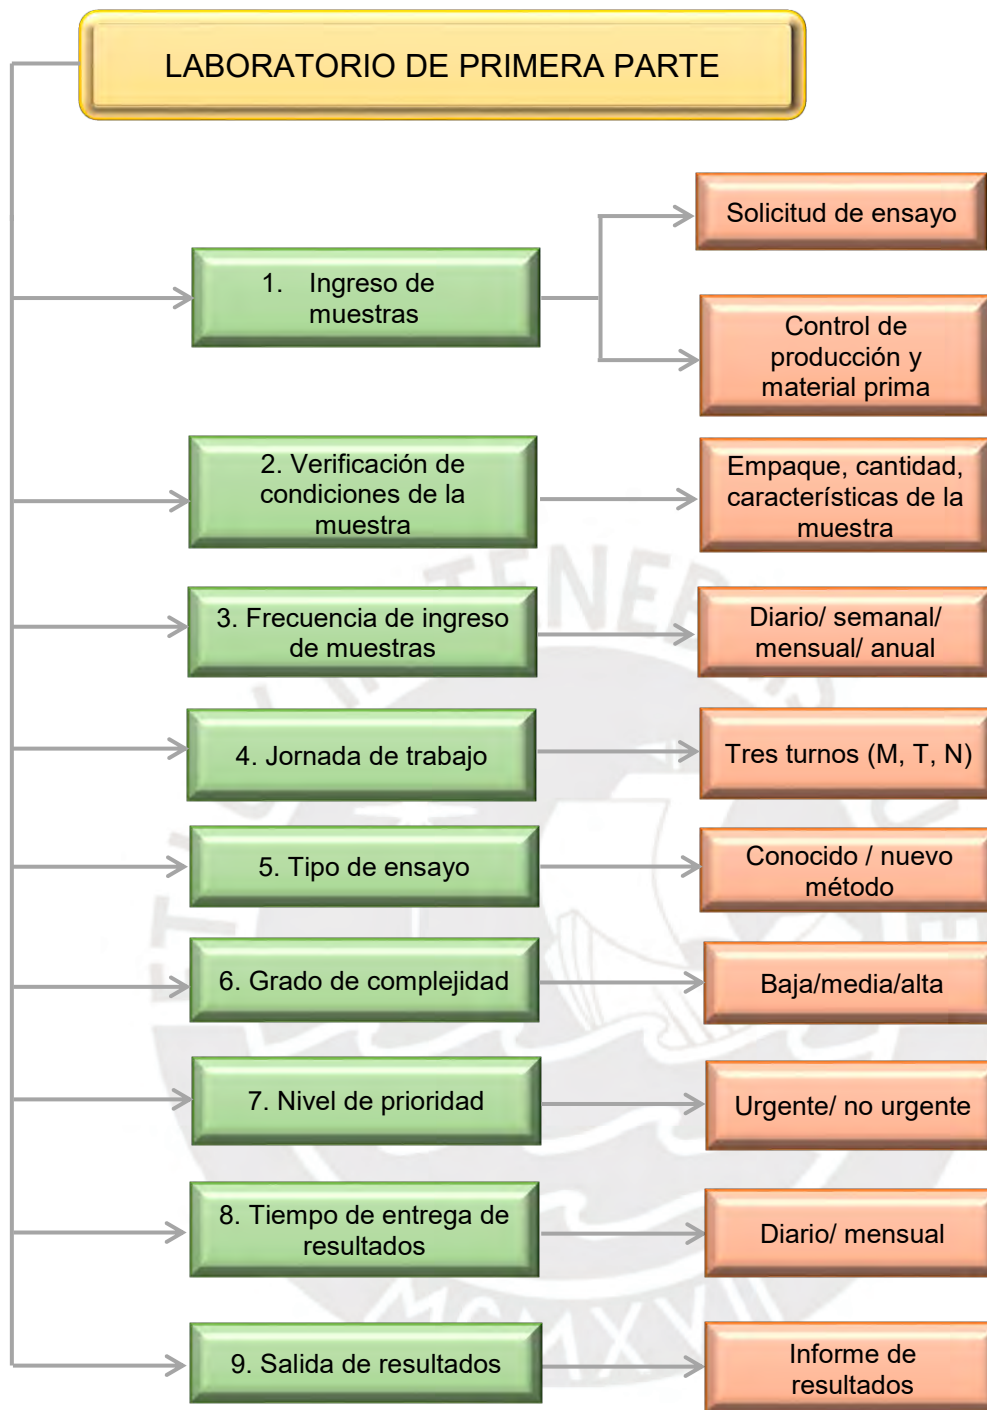 LABORATORIO DE PRIMERA PARTE
Solicitud de ensayo
1. Ingreso de
muestras
Control de
producción y
material prima
2. Verificación de
condiciones de la
muestra
Empaque, cantidad,
características de la
muestra
3. Frecuencia de ingreso
de muestras
Diario/ semanal/
mensual/ anual
4. Jornada de trabajo
Tres turnos (M, T, N)
5. Tipo de ensayo
Conocido / nuevo
método
6. Grado de complejidad
Baja/media/alta
7. Nivel de prioridad
Urgente/ no urgente
8. Tiempo de entrega de
resultados
Diario/ mensual
9. Salida de resultados
Informe de
resultados